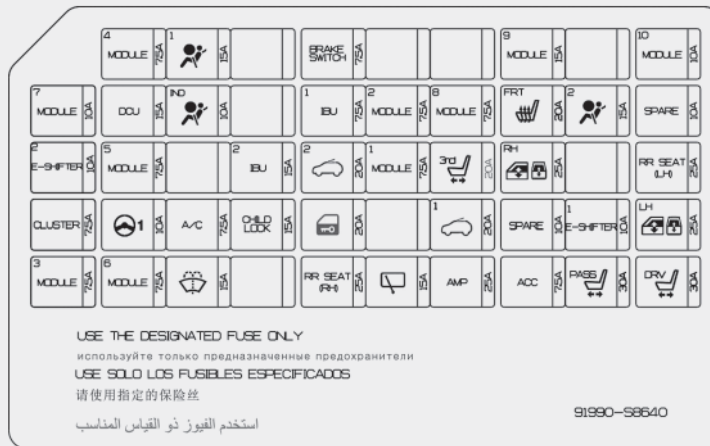 4 MODULE 7.5A 1 15A BRAKE SWITCH 7.5A 9 MODULE 15A 10 MODULE 10A
7 MODULE 10A DCU 15A IND 10A 1 IBU 7.5A 2 MODULE 7.5A 8 MODULE 7.5A FRT 20A 2 15A SPARE 10A
2 E-SHIFTER 10A 5 MODULE 7.5A 2 IBU 15A 2 20A 1 MODULE 7.5A 3rd 20A RH 25A RR SEAT (LH) 25A
CLUSTER 7.5A 1 10A A/C 7.5A CHILD LOCK 15A 20A 1 20A SPARE 10A 1 E-SHIFTER 10A LH 25A
3 MODULE 7.5A 6 MODULE 7.5A 15A RR SEAT (RH) 25A 15A AMP 25A ACC 7.5A PASS 30A DRV 30A
USE THE DESIGNATED FUSE ONLY
используйте только предназначенные предохранители
USE SOLO LOS FUSIBLES ESPECIFICADOS
请使用指定的保险丝
استخدم الفيوز ذو القياس المناسب
91990-S8640